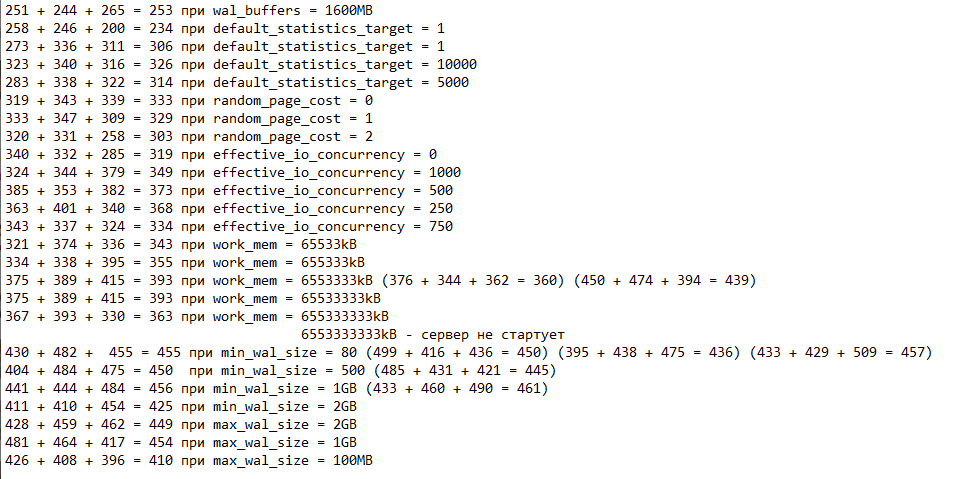 251 + 244 + 265 = 253 при wal_buffers = 1600MB
258 + 246 + 200 = 234 при default_statistics_target = 1
273 + 336 + 311 = 306 при default_statistics_target = 1
323 + 340 + 316 = 326 при default_statistics_target = 10000
283 + 338 + 322 = 314 при default_statistics_target = 5000
319 + 343 + 339 = 333 при random_page_cost = 0
333 + 347 + 309 = 329 при random_page_cost = 1
320 + 331 + 258 = 303 при random_page_cost = 2
340 + 332 + 285 = 319 при effective_io_concurrency = 0
324 + 344 + 379 = 349 при effective_io_concurrency = 1000
385 + 353 + 382 = 373 при effective_io_concurrency = 500
363 + 401 + 340 = 368 при effective_io_concurrency = 250
343 + 337 + 324 = 334 при effective_io_concurrency = 750
321 + 374 + 336 = 343 при work_mem = 65533kB
334 + 338 + 395 = 355 при work_mem = 655333kB
375 + 389 + 415 = 393 при work_mem = 6553333kB (376 + 344 + 362 = 360) (450 + 474 + 394 = 439)
375 + 389 + 415 = 393 при work_mem = 65533333kB
367 + 393 + 330 = 363 при work_mem = 655333333kB
6553333333kB - сервер не стартует
430 + 482 +  455 = 455 при min_wal_size = 80 (499 + 416 + 436 = 450) (395 + 438 + 475 = 436) (433 + 429 + 509 = 457)
404 + 484 + 475 = 450  при min_wal_size = 500 (485 + 431 + 421 = 445)
441 + 444 + 484 = 456 при min_wal_size = 1GB (433 + 460 + 490 = 461)
411 + 410 + 454 = 425 при min_wal_size = 2GB
428 + 459 + 462 = 449 при max_wal_size = 2GB
481 + 464 + 417 = 454 при max_wal_size = 1GB
426 + 408 + 396 = 410 при max_wal_size = 100MB